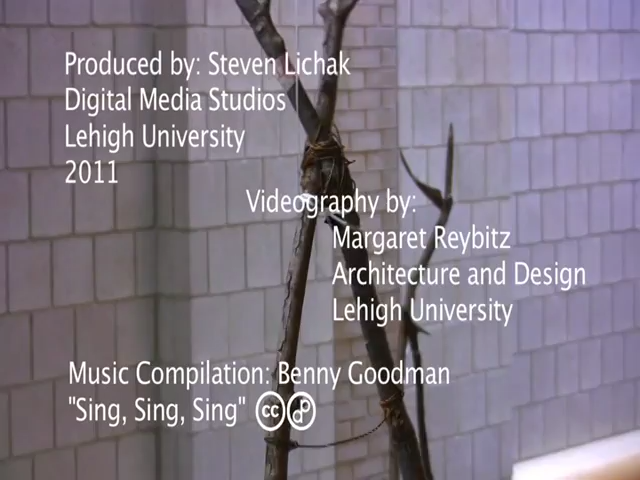 Produced by: Steven Lichak
Digital Media Studios
Lehigh University
2011
Videography by:
Margaret Reybitz
Architecture and Design
Lehigh University
Music Compilation: Benny Goodman
"Sing, Sing, Sing" cc